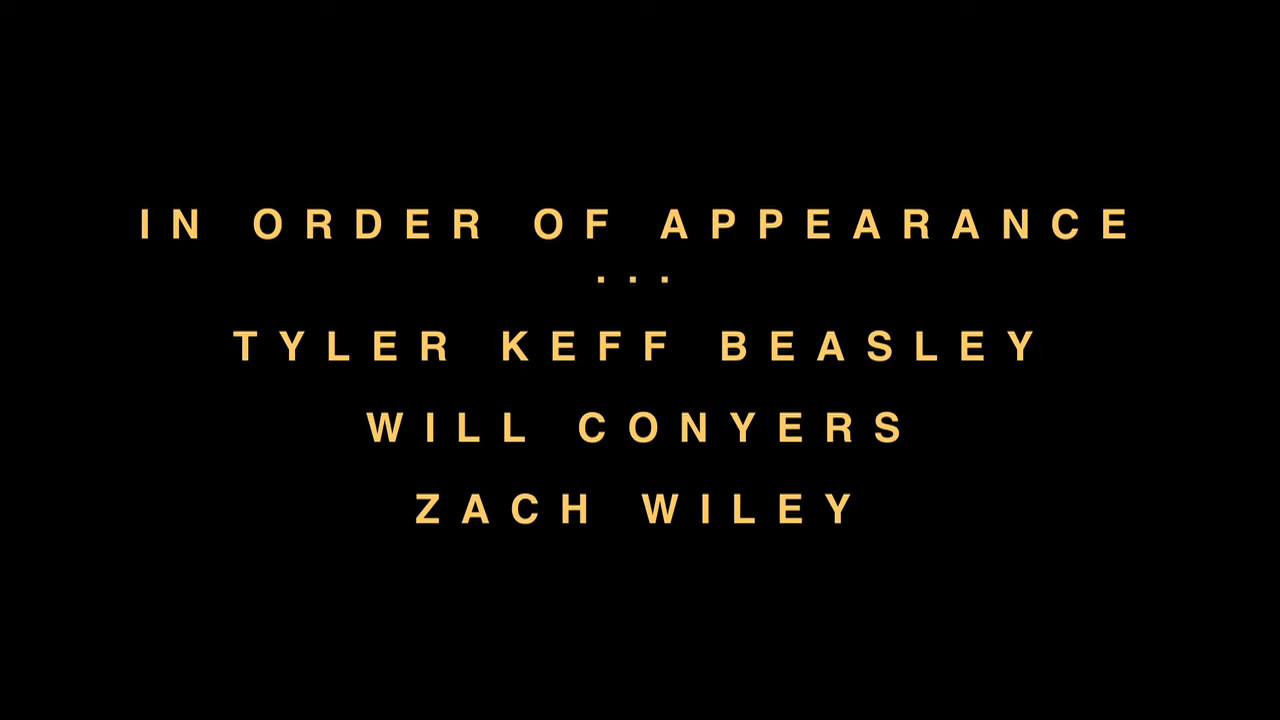 IN ORDER OF APPEARANCE
...
TYLER KEFF BEASLEY
WILL CONYERS
ZACH WILEY